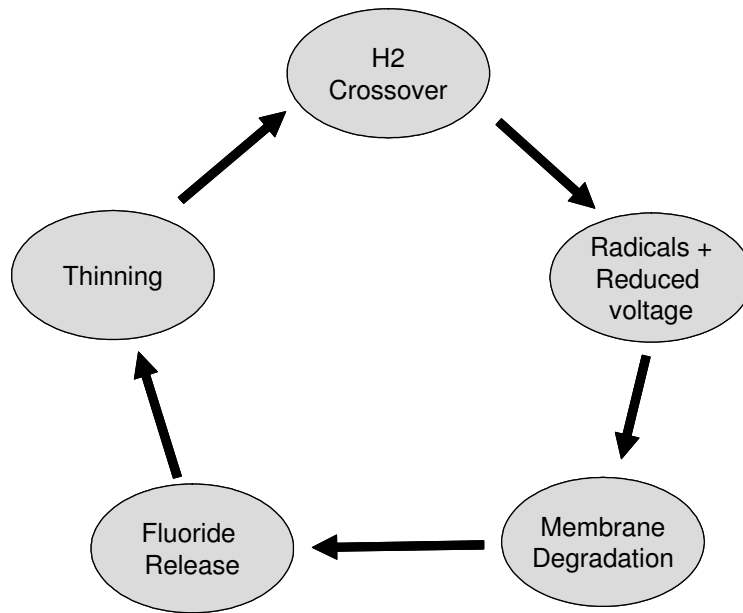 H2
Crossover
Radicals +
Reduced
voltage
Membrane
Degradation
Fluoride
Release
Thinning